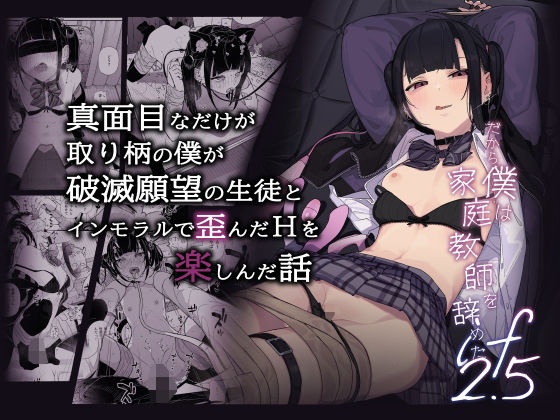 真面目なだけが
取り柄の僕が
破滅願望の生徒と
インモラルで歪んだHを
楽しんだ話
だから僕は
家庭教師を
辞めた
if
2.5